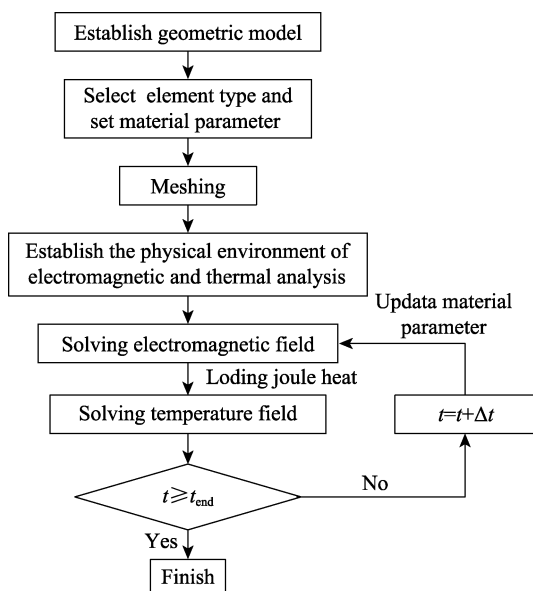 Establish geometric model
Select element type and
set material parameter
Meshing
Establish the physical environment of
electromagnetic and thermal analysis
Updata material
parameter
Solving electromagnetic field
Loding joule heat
Solving temperature field
t=t+Δt
t⩾t_end
No
Yes
Finish